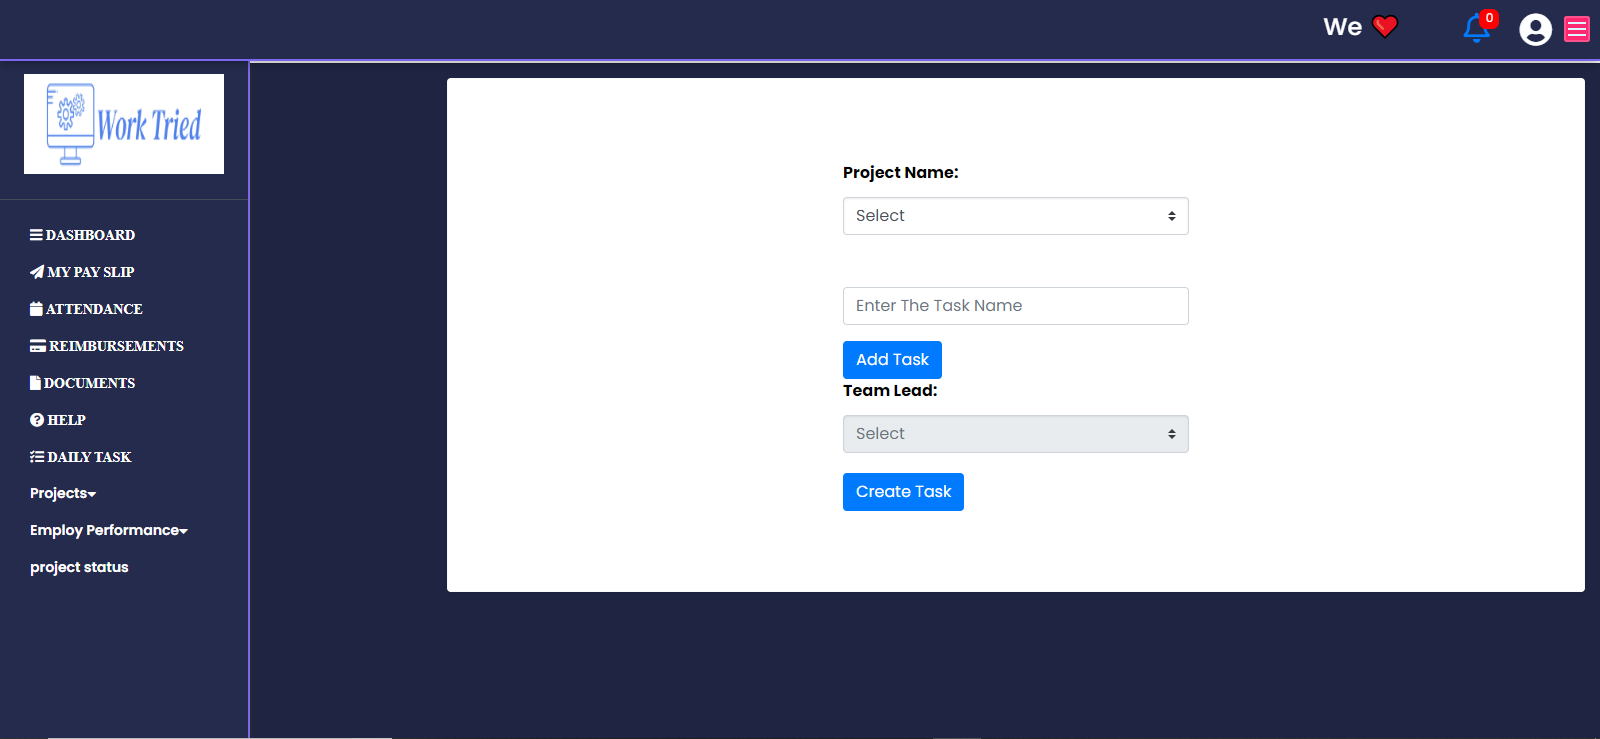 We
0
Work Tried
DASHBOARD
MY PAY SLIP
ATTENDANCE
REIMBURSEMENTS
DOCUMENTS
HELP
DAILY TASK
Projects
Employ Performance
project status
Project Name:
Select
Enter The Task Name
Add Task
Team Lead:
Select
Create Task